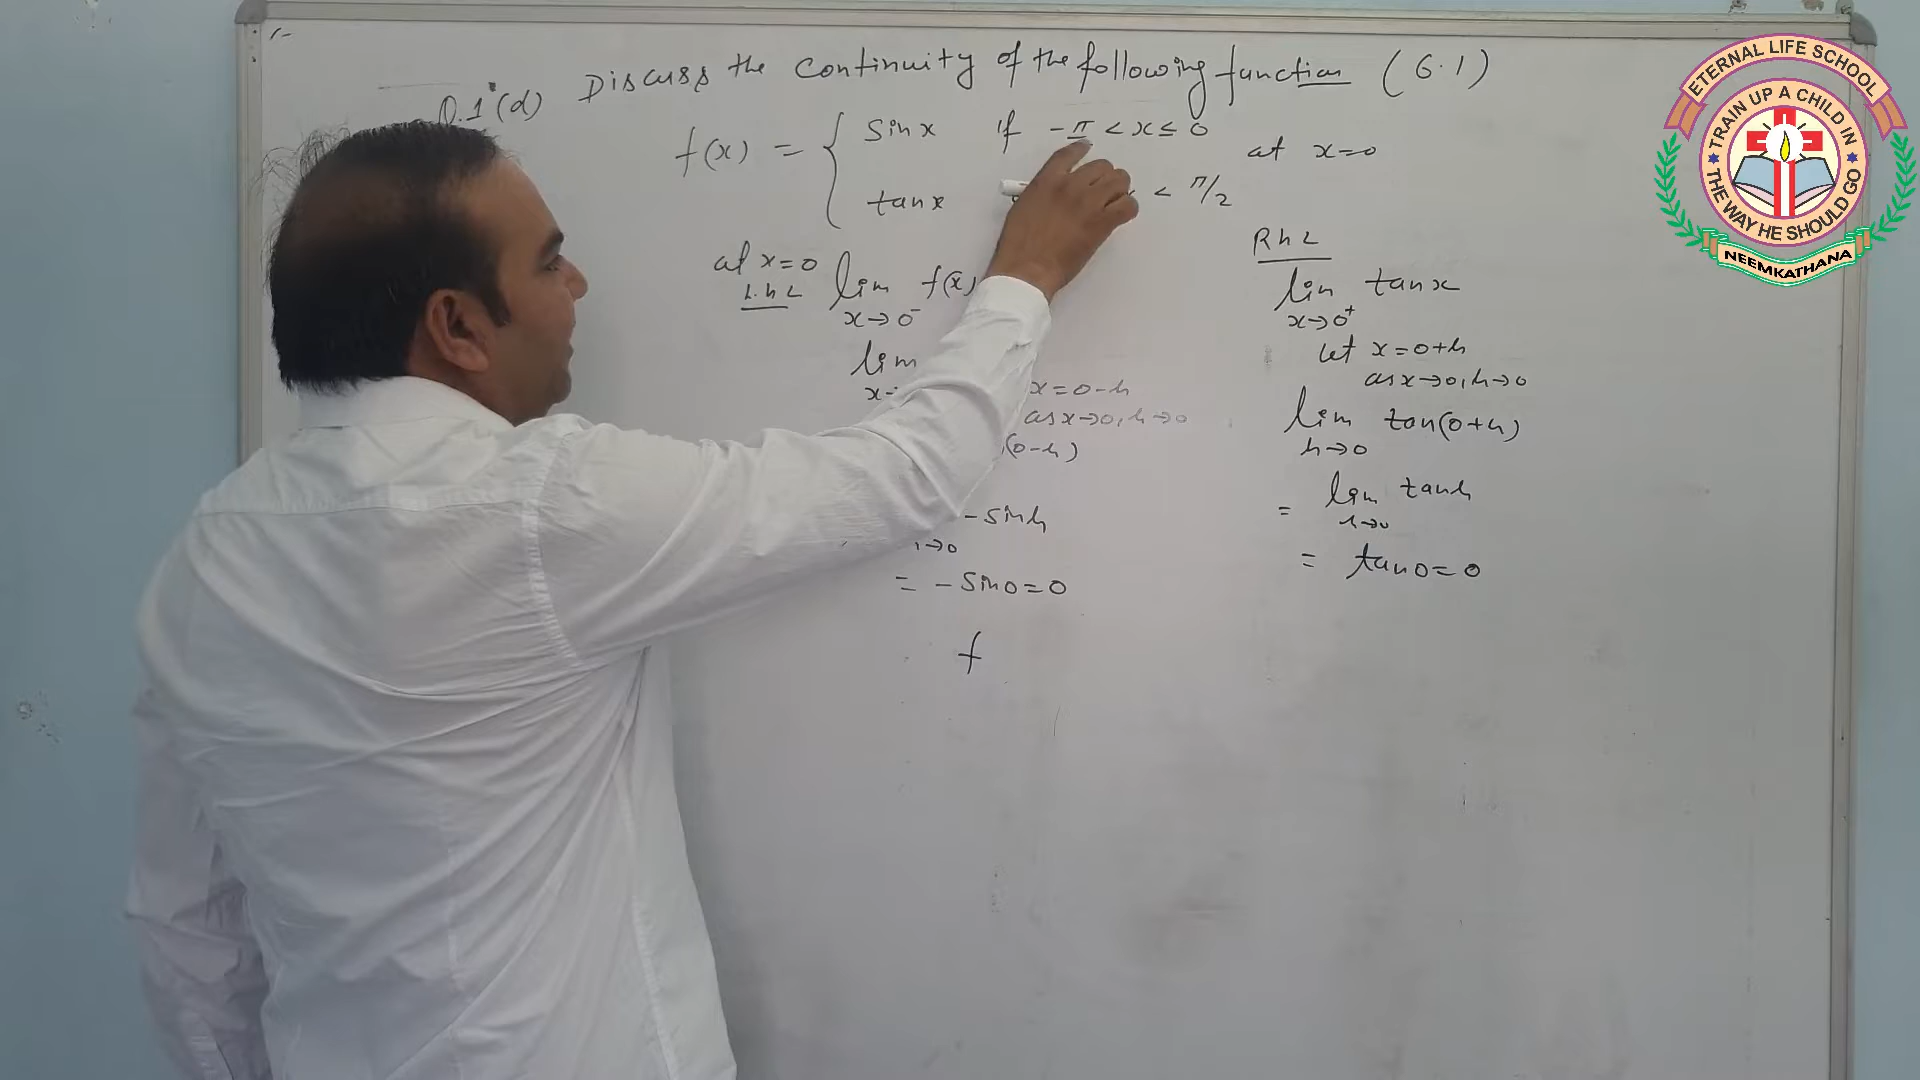 Q.1 (d) Discuss the continuity of the following function (6.1)
f(x) = { sinx if -π < x ≤ 0
tanx < π/2
at x=0
at x=0
L.h L lim f(x)
x→0⁻
lim
x=0-h
as x→0, h→0
(0-h)
-sinh
→0
= -sin0=0
f
R h L
lim tanx
x→0⁺
let x=0+h
as x→0, h→0
lim tan(0+h)
h→0
= lim tanh
h→0
= tan0=0
ETERNAL LIFE SCHOOL
TRAIN UP A CHILD IN
THE WAY HE SHOULD GO
NEEMKATHANA